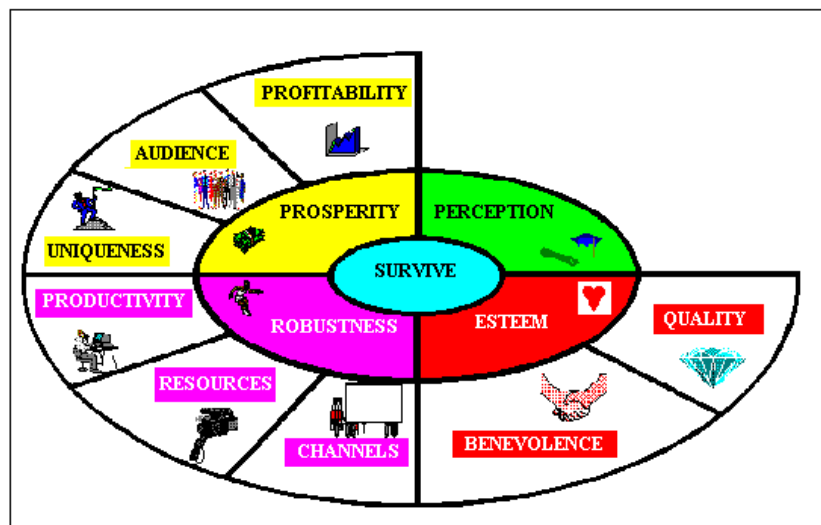 PROFITABILITY
AUDIENCE
UNIQUENESS
PROSPERITY
PERCEPTION
SURVIVE
PRODUCTIVITY
ROBUSTNESS
ESTEEM
QUALITY
RESOURCES
CHANNELS
BENEVOLENCE